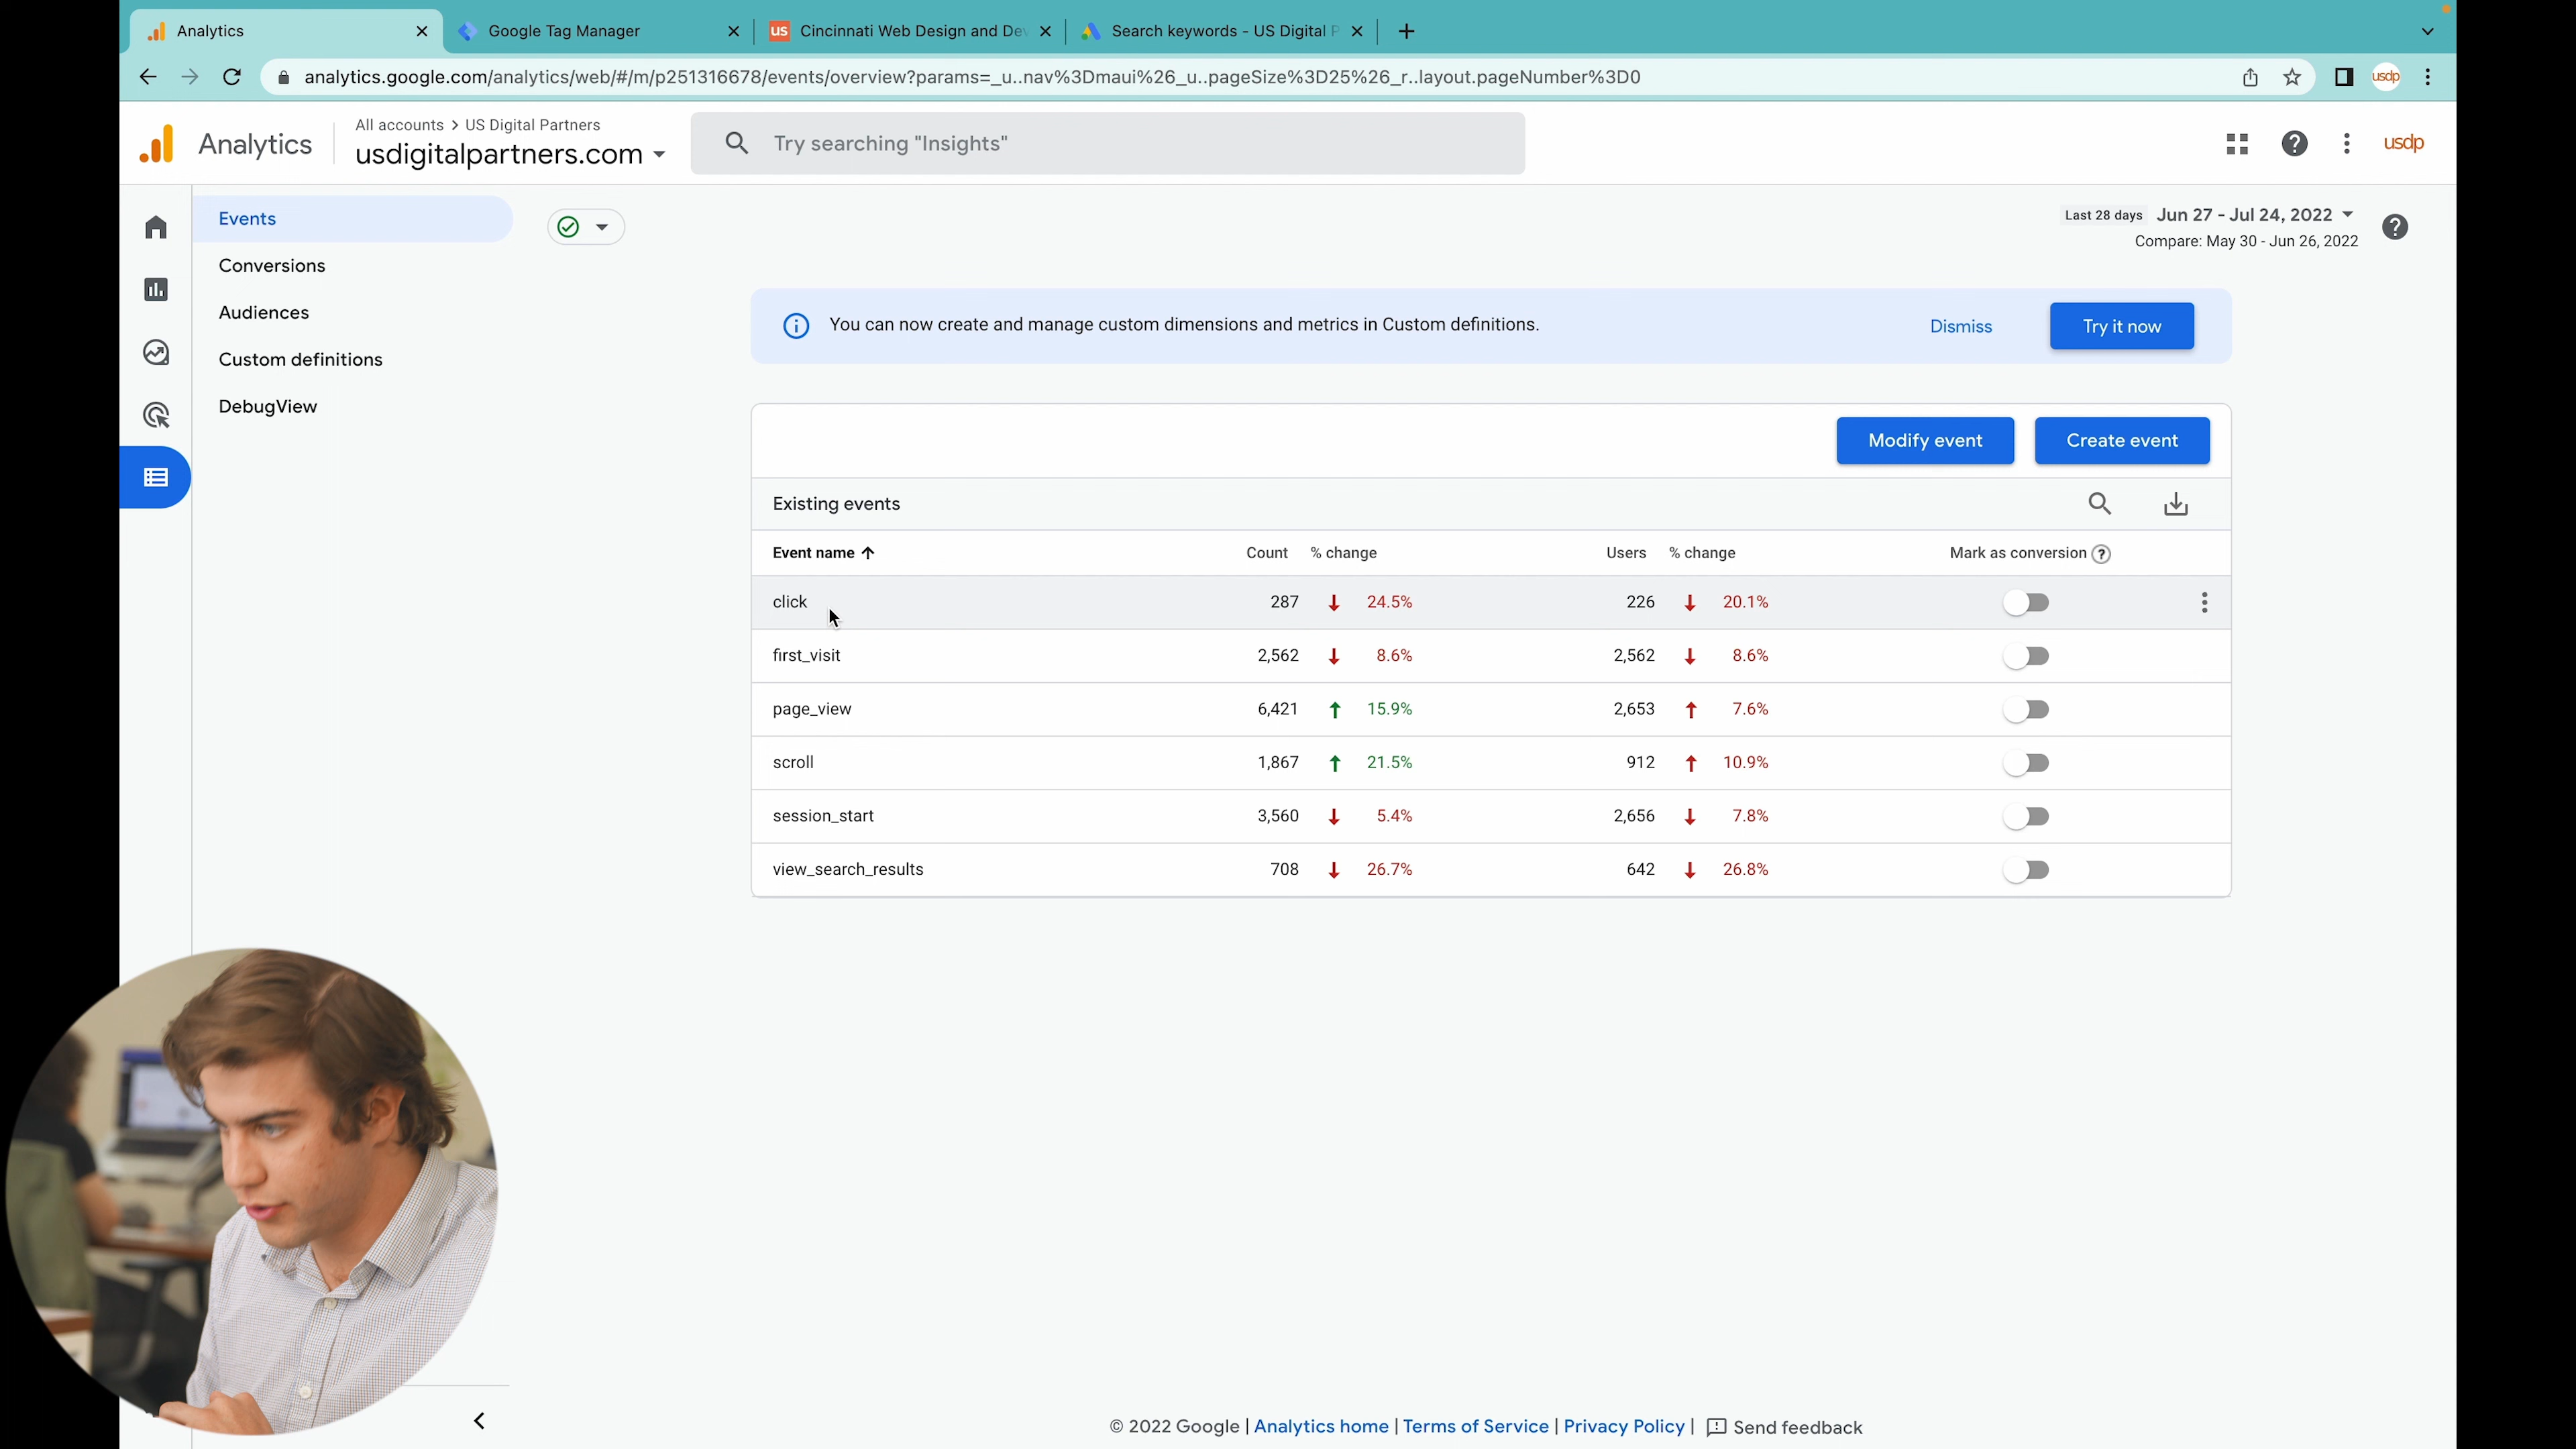 Analytics
Google Tag Manager
us Cincinnati Web Design and Dev
Search keywords - US Digital P
analytics.google.com/analytics/web/#/m/p251316678/events/overview?params=_u..nav%3Dmaui%26_u..pageSize%3D25%26_r..layout.pageNumber%3D0
usdp
Analytics
All accounts > US Digital Partners
usdigitalpartners.com
Try searching "Insights"
usdp
Events
Conversions
Audiences
Custom definitions
DebugView
Last 28 days Jun 27 - Jul 24, 2022
Compare: May 30 - Jun 26, 2022
You can now create and manage custom dimensions and metrics in Custom definitions.
Dismiss
Try it now
Modify event
Create event
Existing events
Event name Count % change Users % change Mark as conversion
click 287 24.5% 226 20.1%
first_visit 2,562 8.6% 2,562 8.6%
page_view 6,421 15.9% 2,653 7.6%
scroll 1,867 21.5% 912 10.9%
session_start 3,560 5.4% 2,656 7.8%
view_search_results 708 26.7% 642 26.8%
© 2022 Google | Analytics home | Terms of Service | Privacy Policy | Send feedback